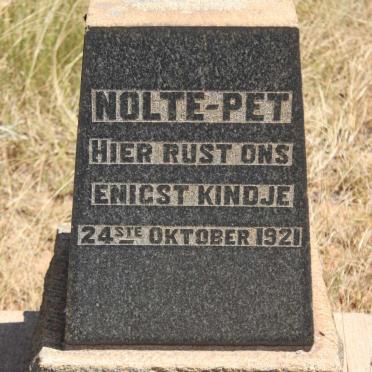 NOLTE-PET
HIER RUST ONS
ENIGST KINDJE
24STE OKTOBER 1921